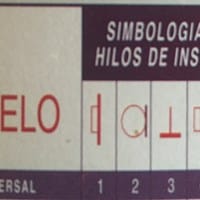 SIMBOLOGIA
HILOS DE INS
ELO
ERSAL 1 2 3